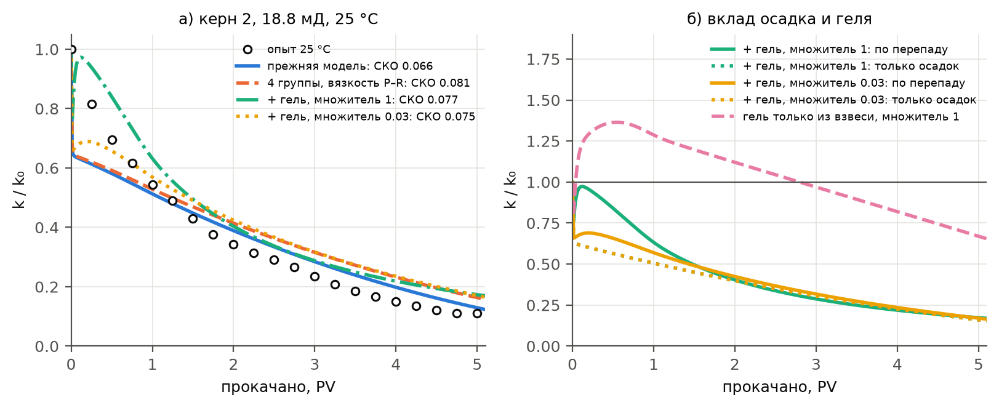 а) керн 2, 18.8 мД, 25 °C
опыт 25 °C
прежняя модель: СКО 0.066
4 группы, вязкость P–R: СКО 0.081
+ гель, множитель 1: СКО 0.077
+ гель, множитель 0.03: СКО 0.075
k / k₀
1.0
0.8
0.6
0.4
0.2
0.0
0 1 2 3 4 5
прокачано, PV
б) вклад осадка и геля
+ гель, множитель 1: по перепаду
+ гель, множитель 1: только осадок
+ гель, множитель 0.03: по перепаду
+ гель, множитель 0.03: только осадок
гель только из взвеси, множитель 1
k / k₀
1.75
1.50
1.25
1.00
0.75
0.50
0.25
0.00
0 1 2 3 4 5
прокачано, PV